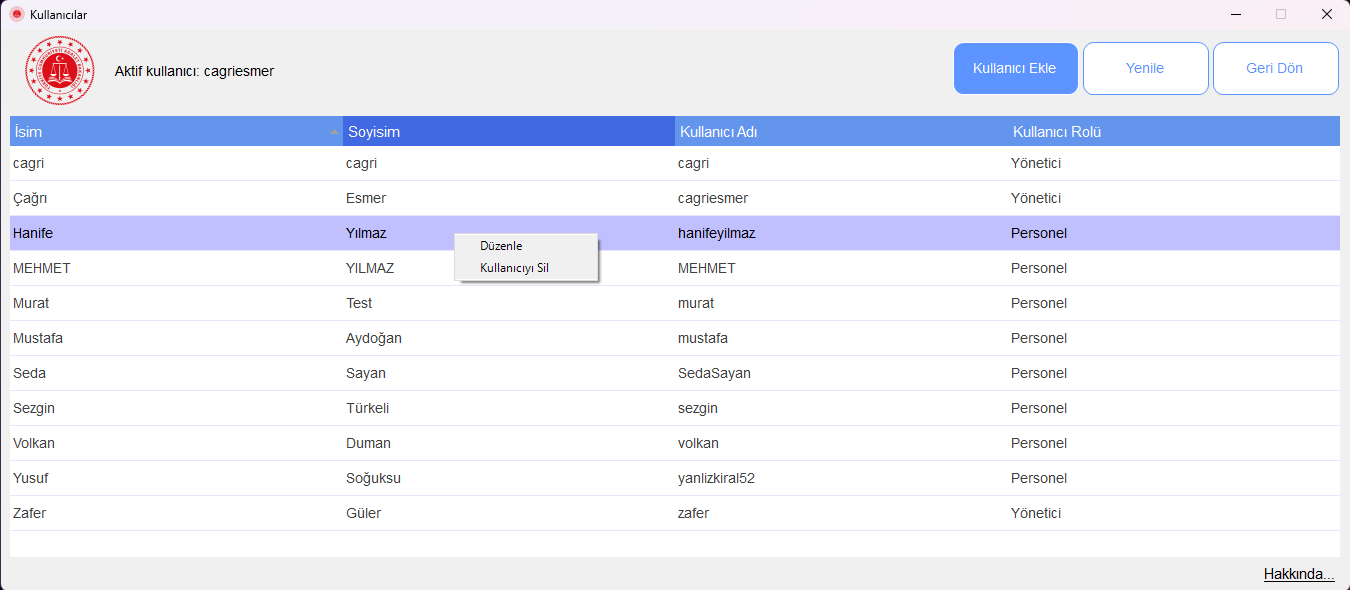 Kullanıcılar
Aktif kullanıcı: cagriesmer
Kullanıcı Ekle Yenile Geri Dön
İsim Soyisim Kullanıcı Adı Kullanıcı Rolü
cagri cagri cagri Yönetici
Çağrı Esmer cagriesmer Yönetici
Hanife Yılmaz hanifeyilmaz Personel
Düzenle
Kullanıcıyı Sil
MEHMET YILMAZ MEHMET Personel
Murat Test murat Personel
Mustafa Aydoğan mustafa Personel
Seda Sayan SedaSayan Personel
Sezgin Türkeli sezgin Personel
Volkan Duman volkan Personel
Yusuf Soğuksu yanlizkiral52 Personel
Zafer Güler zafer Yönetici
Hakkında...